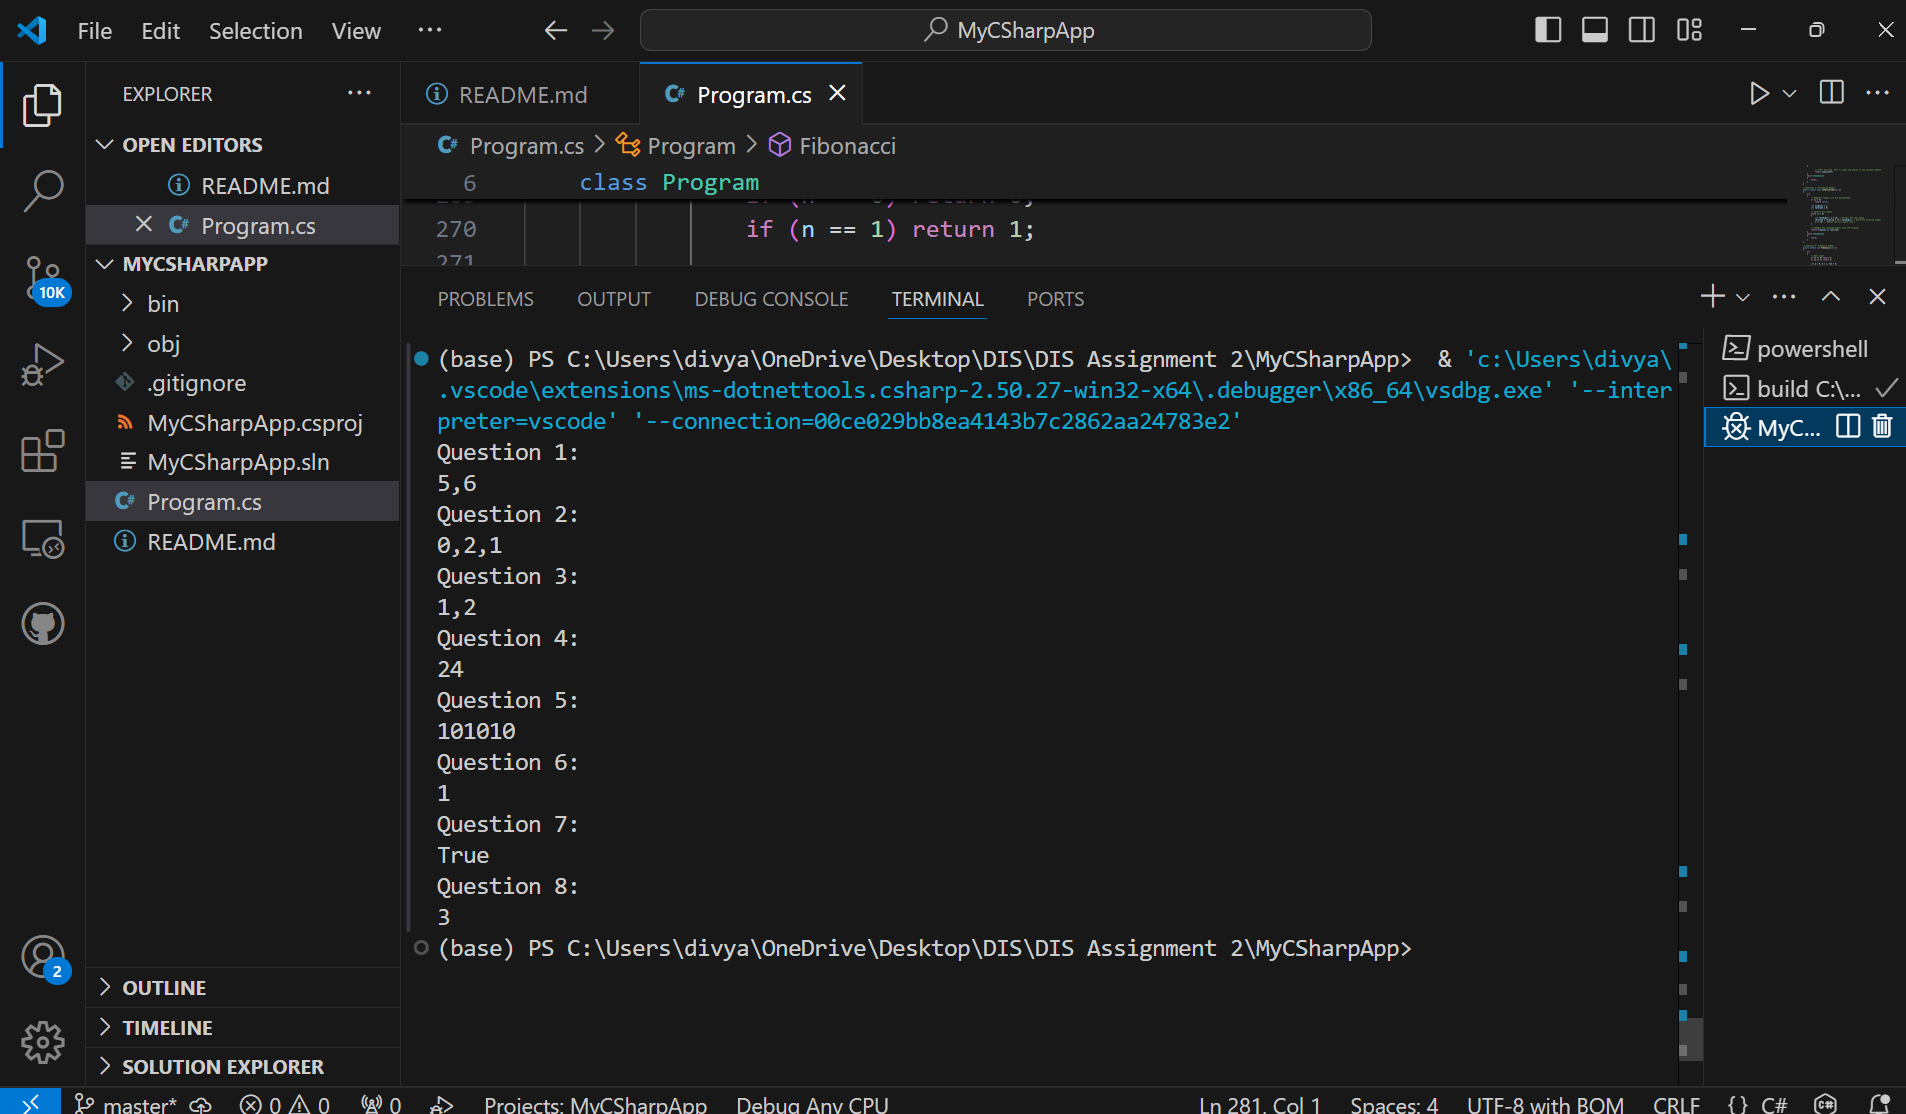 File Edit Selection View ··· MyCSharpApp
EXPLORER ···
OPEN EDITORS
README.md
Program.cs
MYCSHARPAPP
bin
obj
.gitignore
MyCSharpApp.csproj
MyCSharpApp.sln
Program.cs
README.md
OUTLINE
TIMELINE
SOLUTION EXPLORER
10K
2
README.md C# Program.cs
C# Program.cs > Program > Fibonacci
6 class Program
270 if (n == 1) return 1;
271
PROBLEMS OUTPUT DEBUG CONSOLE TERMINAL PORTS
(base) PS C:\Users\divya\OneDrive\Desktop\DIS\DIS Assignment 2\MyCSharpApp> & 'c:\Users\divya\
.vscode\extensions\ms-dotnettools.csharp-2.50.27-win32-x64\.debugger\x86_64\vsdbg.exe' '--inter
preter=vscode' '--connection=00ce029bb8ea4143b7c2862aa24783e2'
Question 1:
5,6
Question 2:
0,2,1
Question 3:
1,2
Question 4:
24
Question 5:
101010
Question 6:
1
Question 7:
True
Question 8:
3
(base) PS C:\Users\divya\OneDrive\Desktop\DIS\DIS Assignment 2\MyCSharpApp>
powershell
build C:\...
MyC...
master* 0 0 0 Projects: MyCSharpApp Debug Any CPU Ln 281, Col 1 Spaces: 4 UTF-8 with BOM CRLF {} C#